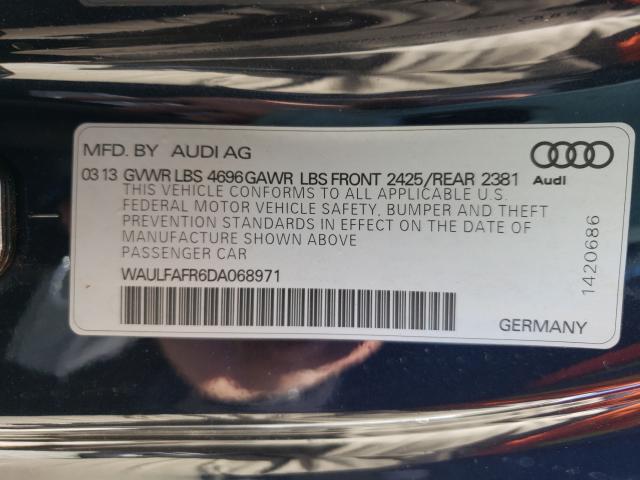 MFD. BY AUDI AG
0313 GVWR LBS 4696 GAWR LBS FRONT 2425/REAR 2381
THIS VEHICLE CONFORMS TO ALL APPLICABLE U.S.
FEDERAL MOTOR VEHICLE SAFETY, BUMPER AND THEFT
PREVENTION STANDARDS IN EFFECT ON THE DATE OF
MANUFACTURE SHOWN ABOVE
PASSENGER CAR
WAULFAFR6DA068971
Audi
1420686
GERMANY